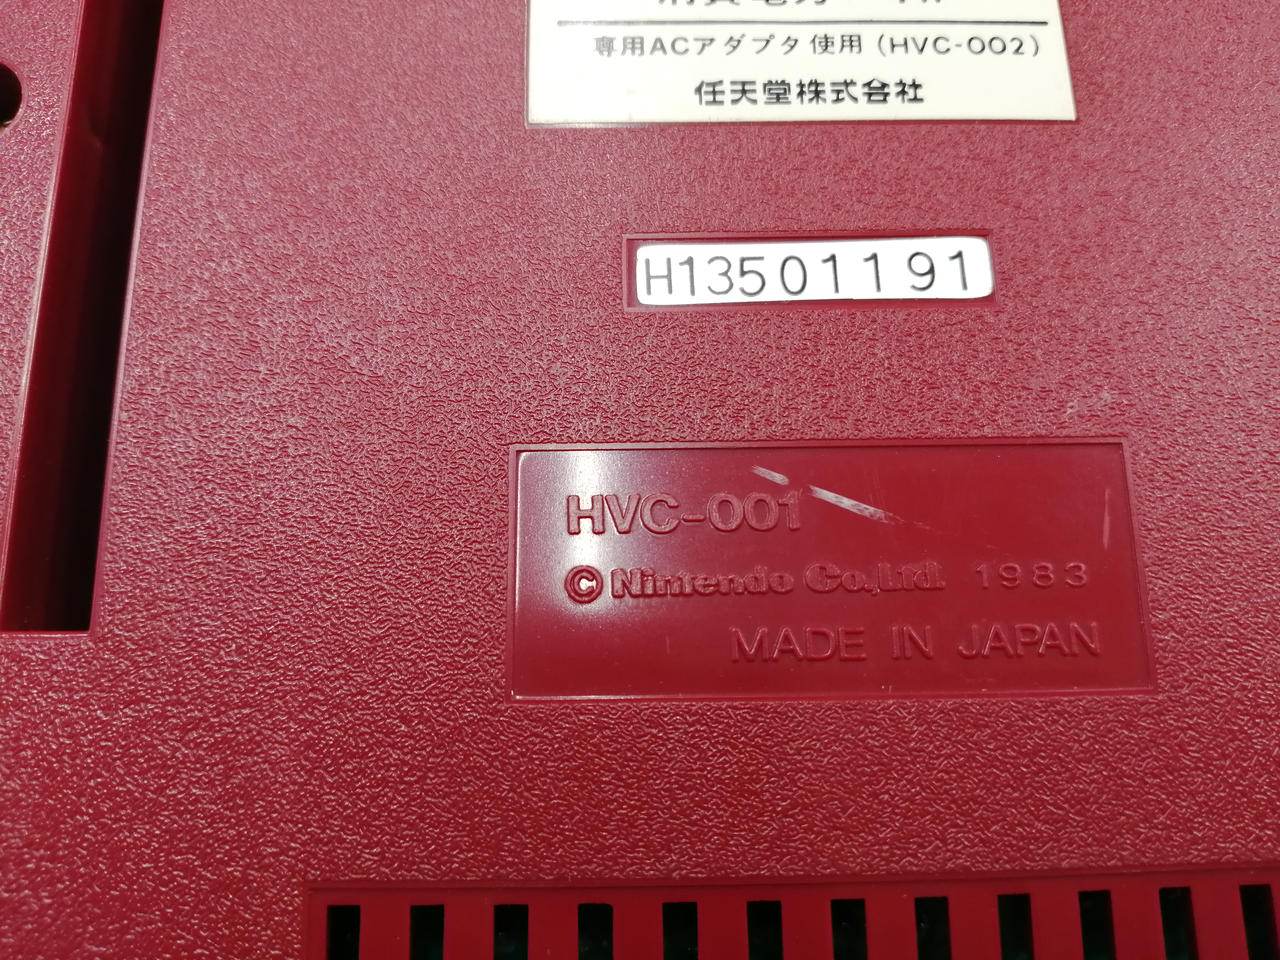 専用ACアダプタ使用(HVC-002)
任天堂株式会社
H13501191
HVC-001
© Nintendo Co.,Ltd. 1983
MADE IN JAPAN